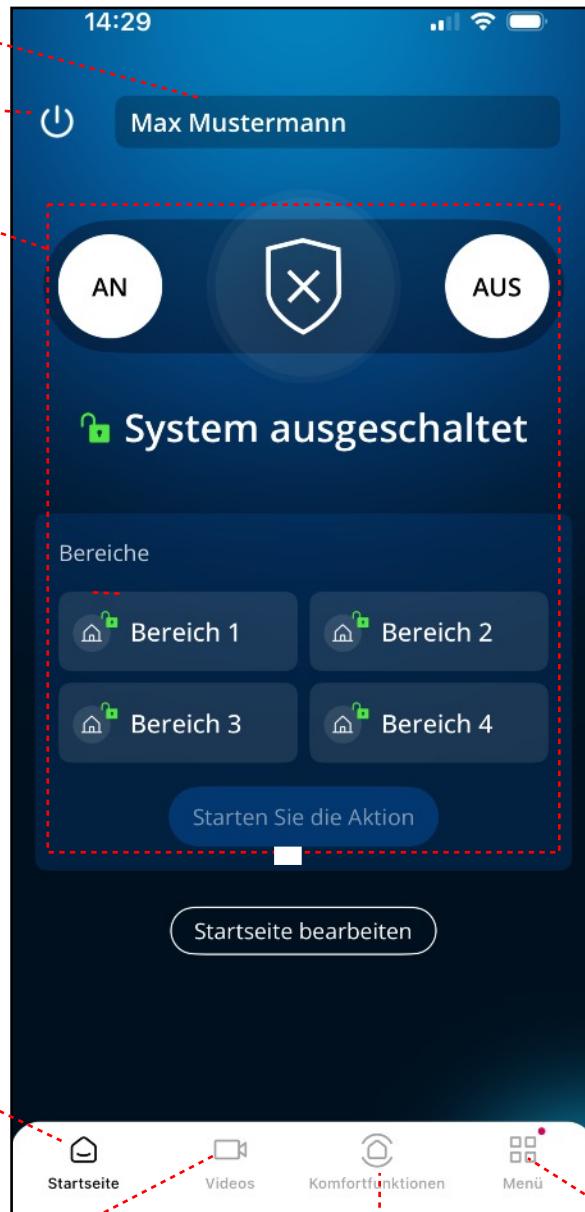 14:29
Max Mustermann
AN
AUS
System ausgeschaltet
Bereiche
Bereich 1
Bereich 2
Bereich 3
Bereich 4
Starten Sie die Aktion
Startseite bearbeiten
Startseite
Videos
Komfortfunktionen
Menü